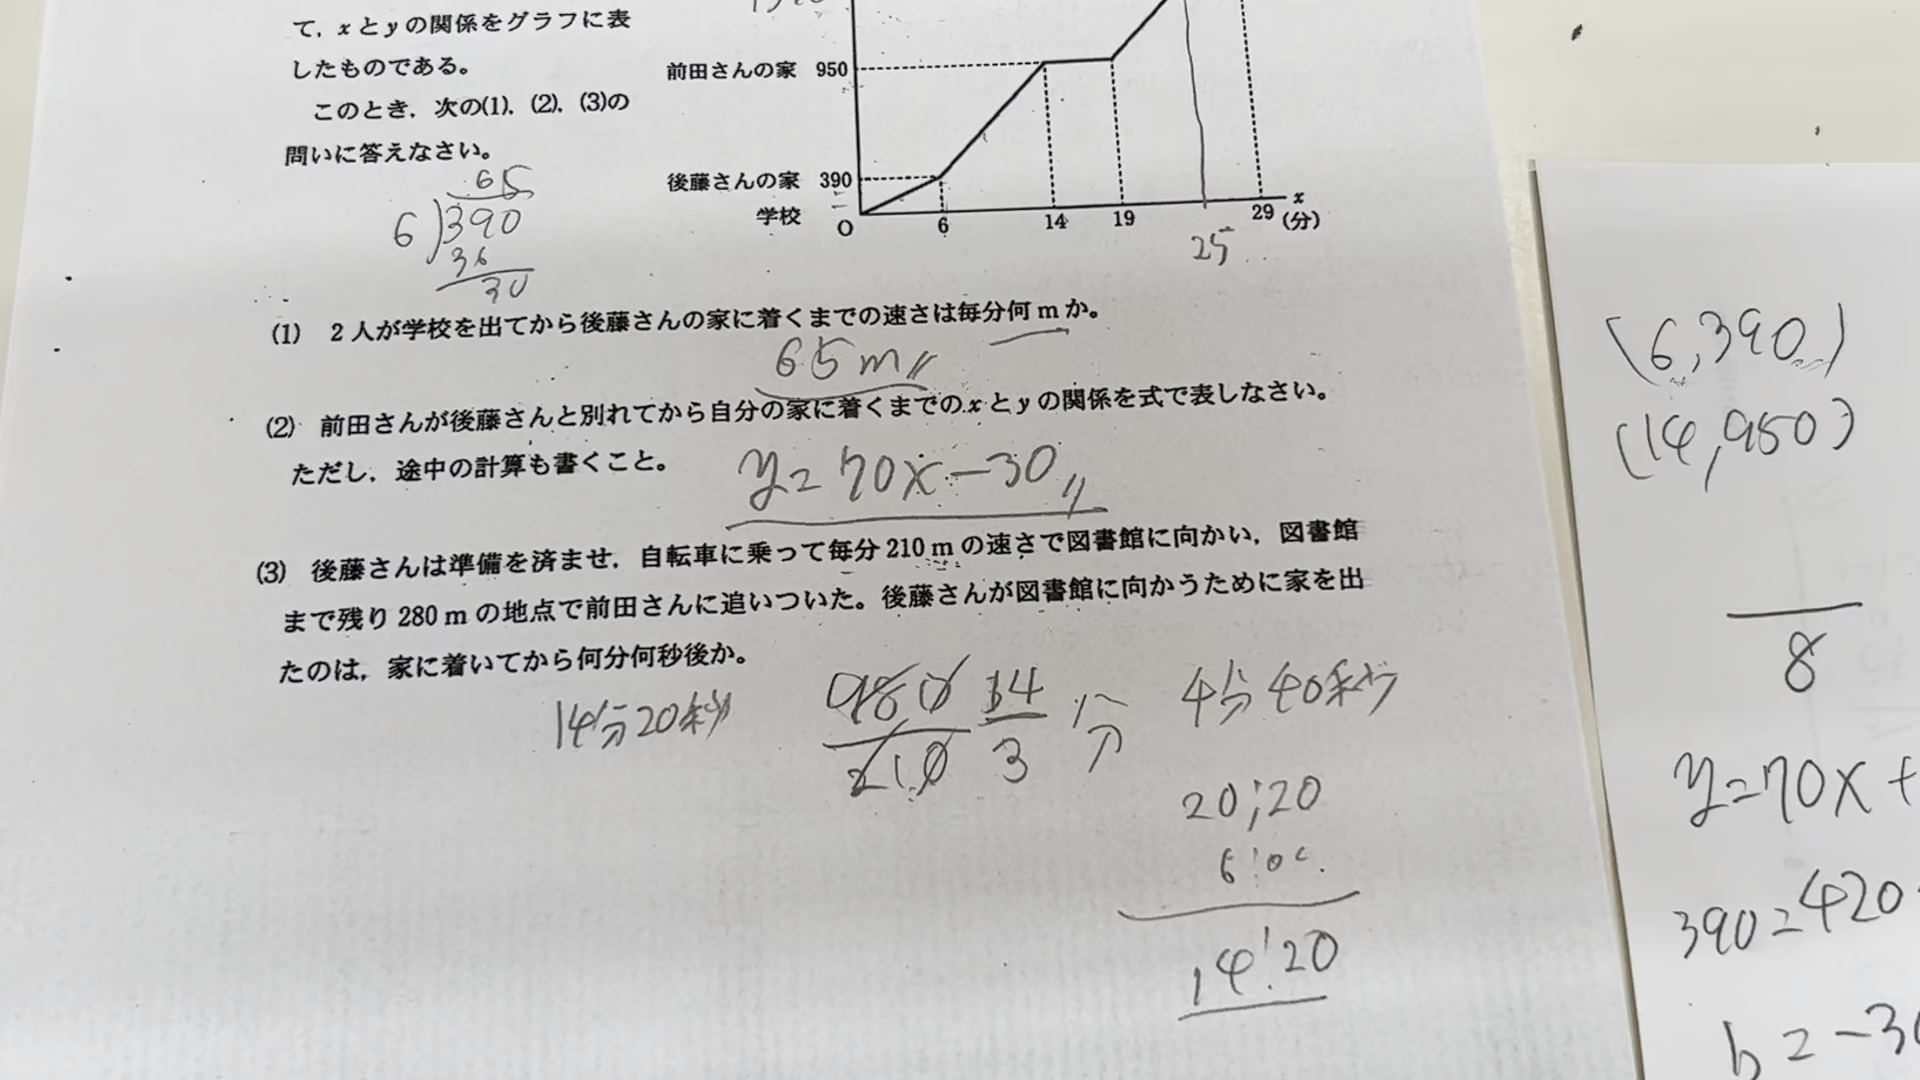 て，xとyの関係をグラフに表
したものである。
このとき，次の(1)，(2)，(3)の
問いに答えなさい。
前田さんの家 950
後藤さんの家 390
学校
O 6 14 19 29 x (分)
25
65
6)390
36
30
(1) 2人が学校を出てから後藤さんの家に着くまでの速さは毎分何mか。
65m
(2) 前田さんが後藤さんと別れてから自分の家に着くまでのxとyの関係を式で表しなさい。
ただし，途中の計算も書くこと。
y=70x-30
(3) 後藤さんは準備を済ませ，自転車に乗って毎分210mの速さで図書館に向かい，図書館
まで残り280mの地点で前田さんに追いついた。後藤さんが図書館に向かうために家を出
たのは，家に着いてから何分何秒後か。
14分20秒
980/210 14/3 分 4分40秒
20:20
14:20
(6,390)
(14,950)
8
y=70x+
390=420
b=-30